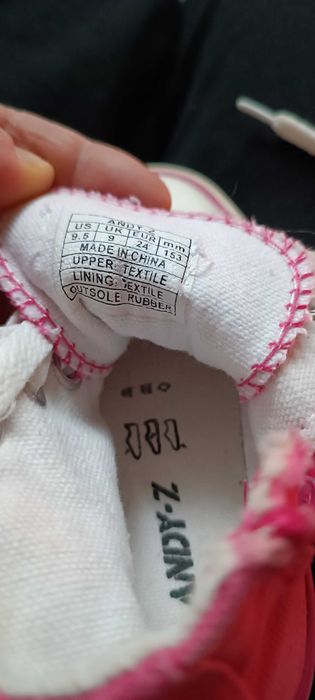 ANDY-Z
US UK EUR mm
9.5 9 24 153
MADE IN CHINA
UPPER: TEXTILE
LINING: TEXTILE
OUTSOLE RUBBER
ANDY-Z